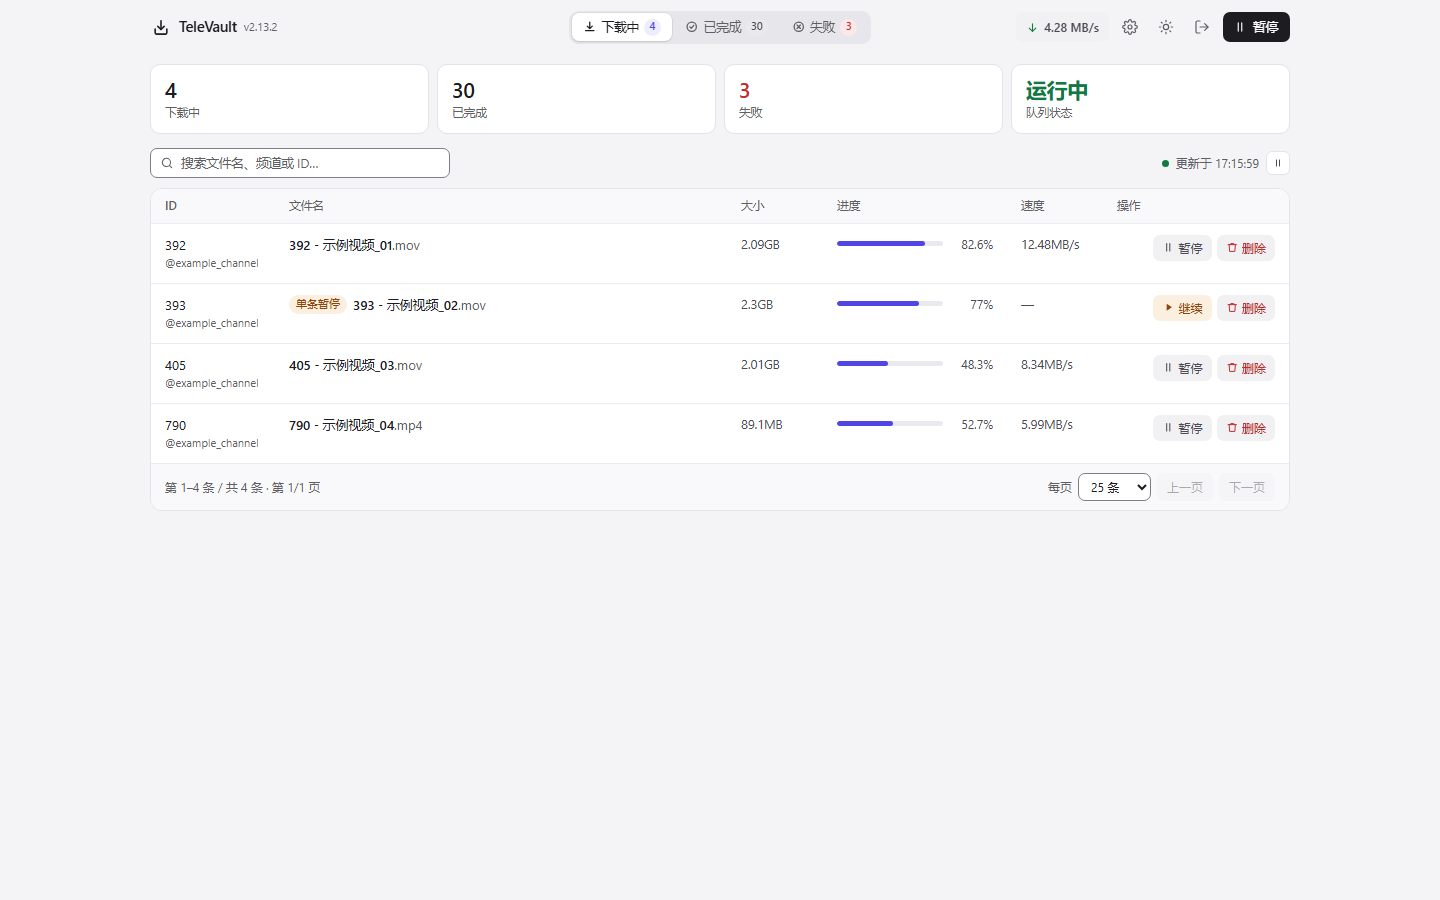 TeleVault v2.13.2 下载中 4 已完成 30 失败 3 4.28 MB/s 暂停
4 30 3 运行中
下载中 已完成 失败 队列状态
搜索文件名、频道或 ID... 更新于 17:15:59
ID 文件名 大小 进度 速度 操作
392 392 - 示例视频_01.mov 2.09GB 82.6% 12.48MB/s 暂停 删除
@example_channel
393 单条暂停 393 - 示例视频_02.mov 2.3GB 77% — 继续 删除
@example_channel
405 405 - 示例视频_03.mov 2.01GB 48.3% 8.34MB/s 暂停 删除
@example_channel
790 790 - 示例视频_04.mp4 89.1MB 52.7% 5.99MB/s 暂停 删除
@example_channel
第 1–4 条 / 共 4 条 · 第 1/1 页 每页 25 条 上一页 下一页